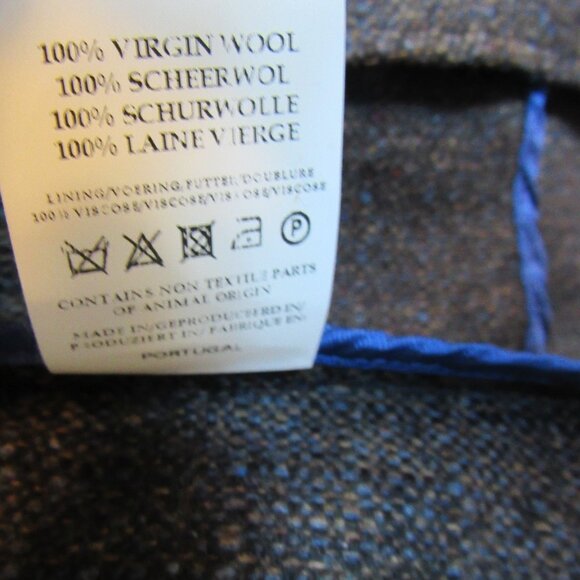 100% VIRGIN WOOL
100% SCHEERWOL
100% SCHURWOLLE
100% LAINE VIERGE
LINING/VOERING/FUTTER/DOUBLURE
100% VISCOSE/VISCOSE/VISCOSE/VISCOSE
P
CONTAINS NON TEXTILE PARTS
OF ANIMAL ORIGIN
MADE IN/GEPRODUCEERD IN/
PRODUZIERT IN/ FABRIQUE EN:
PORTUGAL